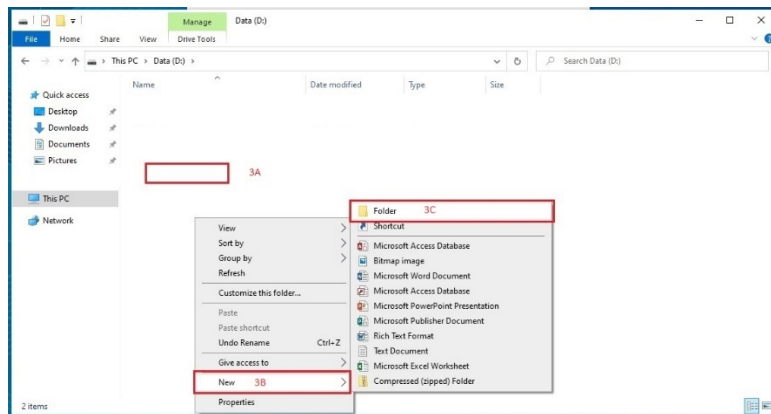 Manage
Data (D:)
File
Home
Share
View
Drive Tools
This PC
Data (D:)
Search Data (D:)
Name
Date modified
Type
Size
Quick access
Desktop
Downloads
Documents
Pictures
This PC
Network
3A
View
Sort by
Group by
Refresh
Customize this folder...
Paste
Paste shortcut
Undo Rename Ctrl+Z
Give access to
New 3B
Properties
Folder 3C
Shortcut
Microsoft Access Database
Bitmap image
Microsoft Word Document
Microsoft Access Database
Microsoft PowerPoint Presentation
Microsoft Publisher Document
Rich Text Format
Text Document
Microsoft Excel Worksheet
Compressed (zipped) Folder
2 items